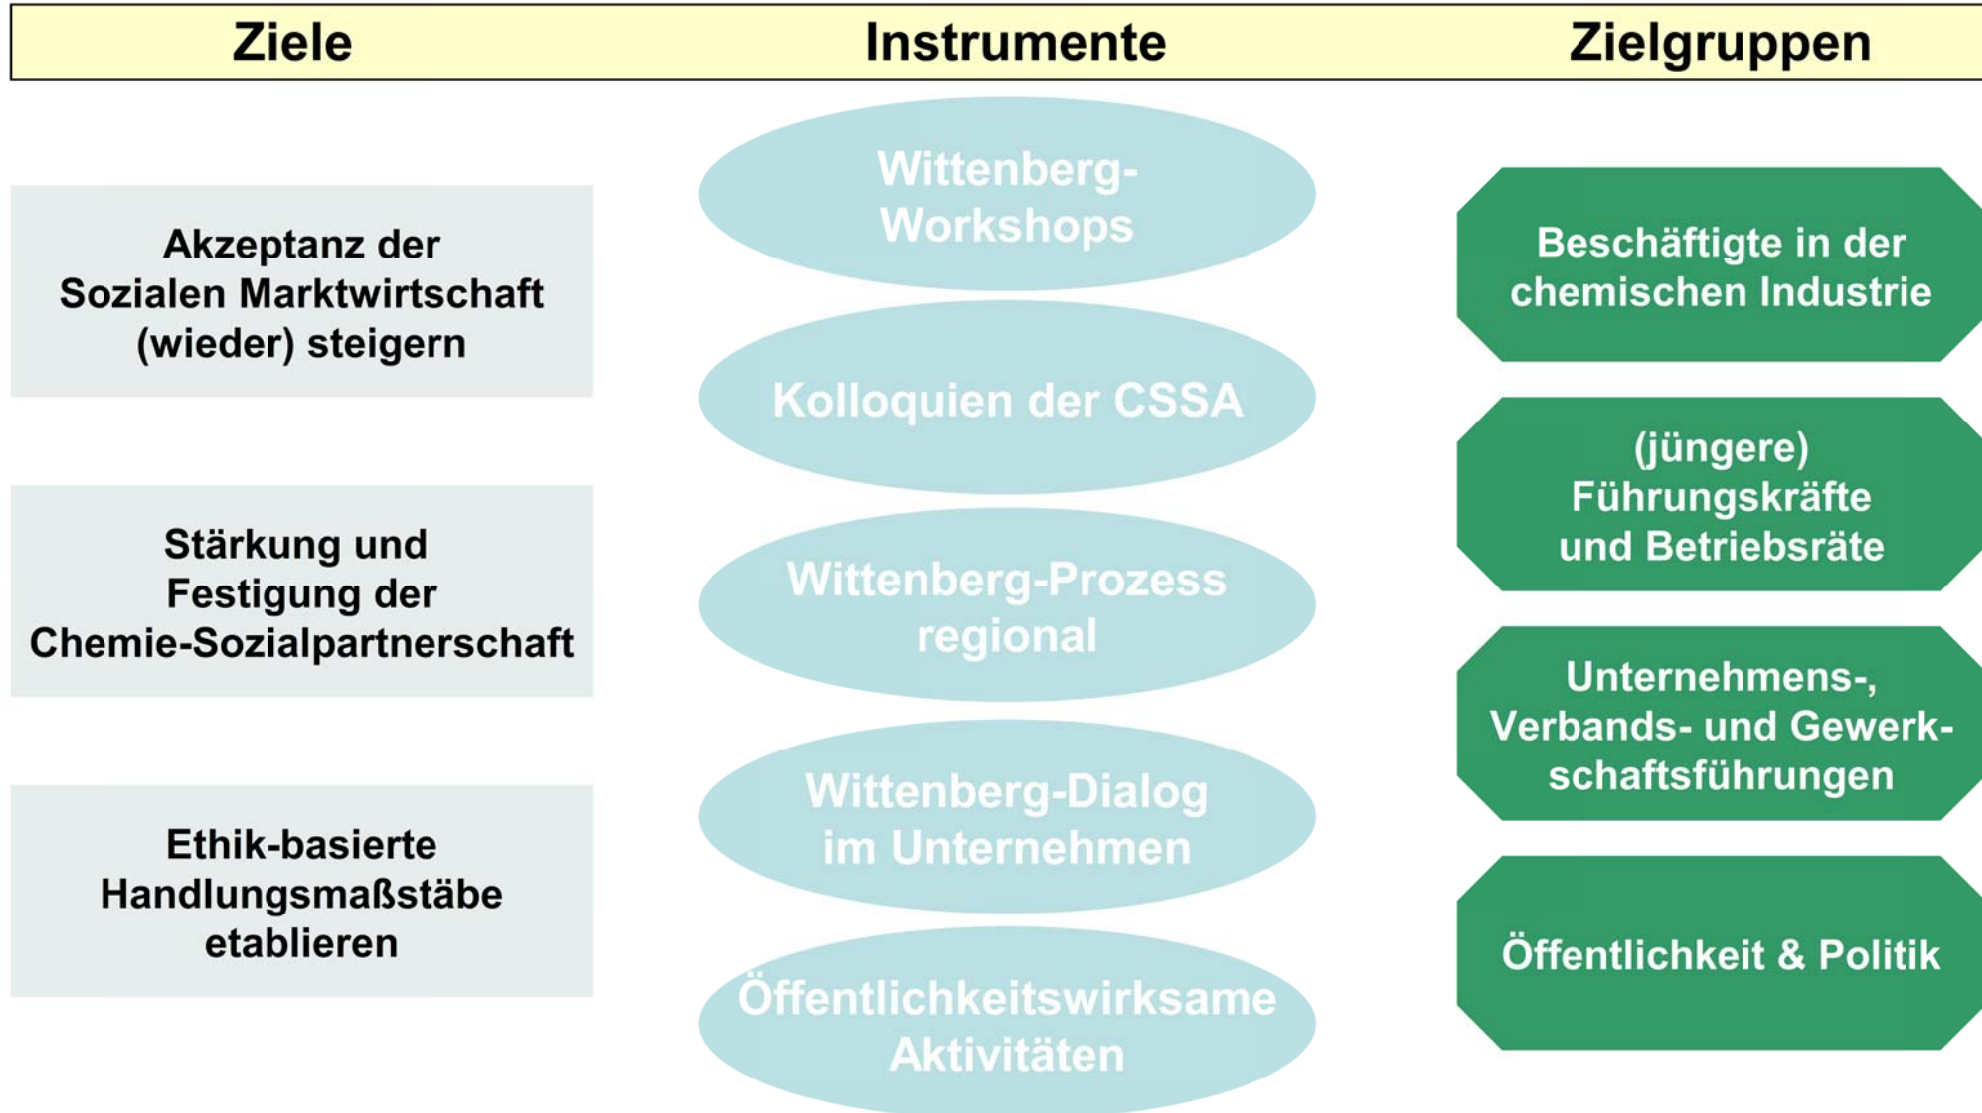 Ziele
Instrumente
Zielgruppen
Akzeptanz der
Sozialen Marktwirtschaft
(wieder) steigern
Stärkung und
Festigung der
Chemie-Sozialpartnerschaft
Ethik-basierte
Handlungsmaßstäbe
etablieren
Wittenberg-
Workshops
Kolloquien der CSSA
Wittenberg-Prozess
regional
Wittenberg-Dialog
im Unternehmen
Öffentlichkeitswirksame
Aktivitäten
Beschäftigte in der
chemischen Industrie
(jüngere)
Führungskräfte
und Betriebsräte
Unternehmens-,
Verbands- und Gewerk-
schaftsführungen
Öffentlichkeit & Politik